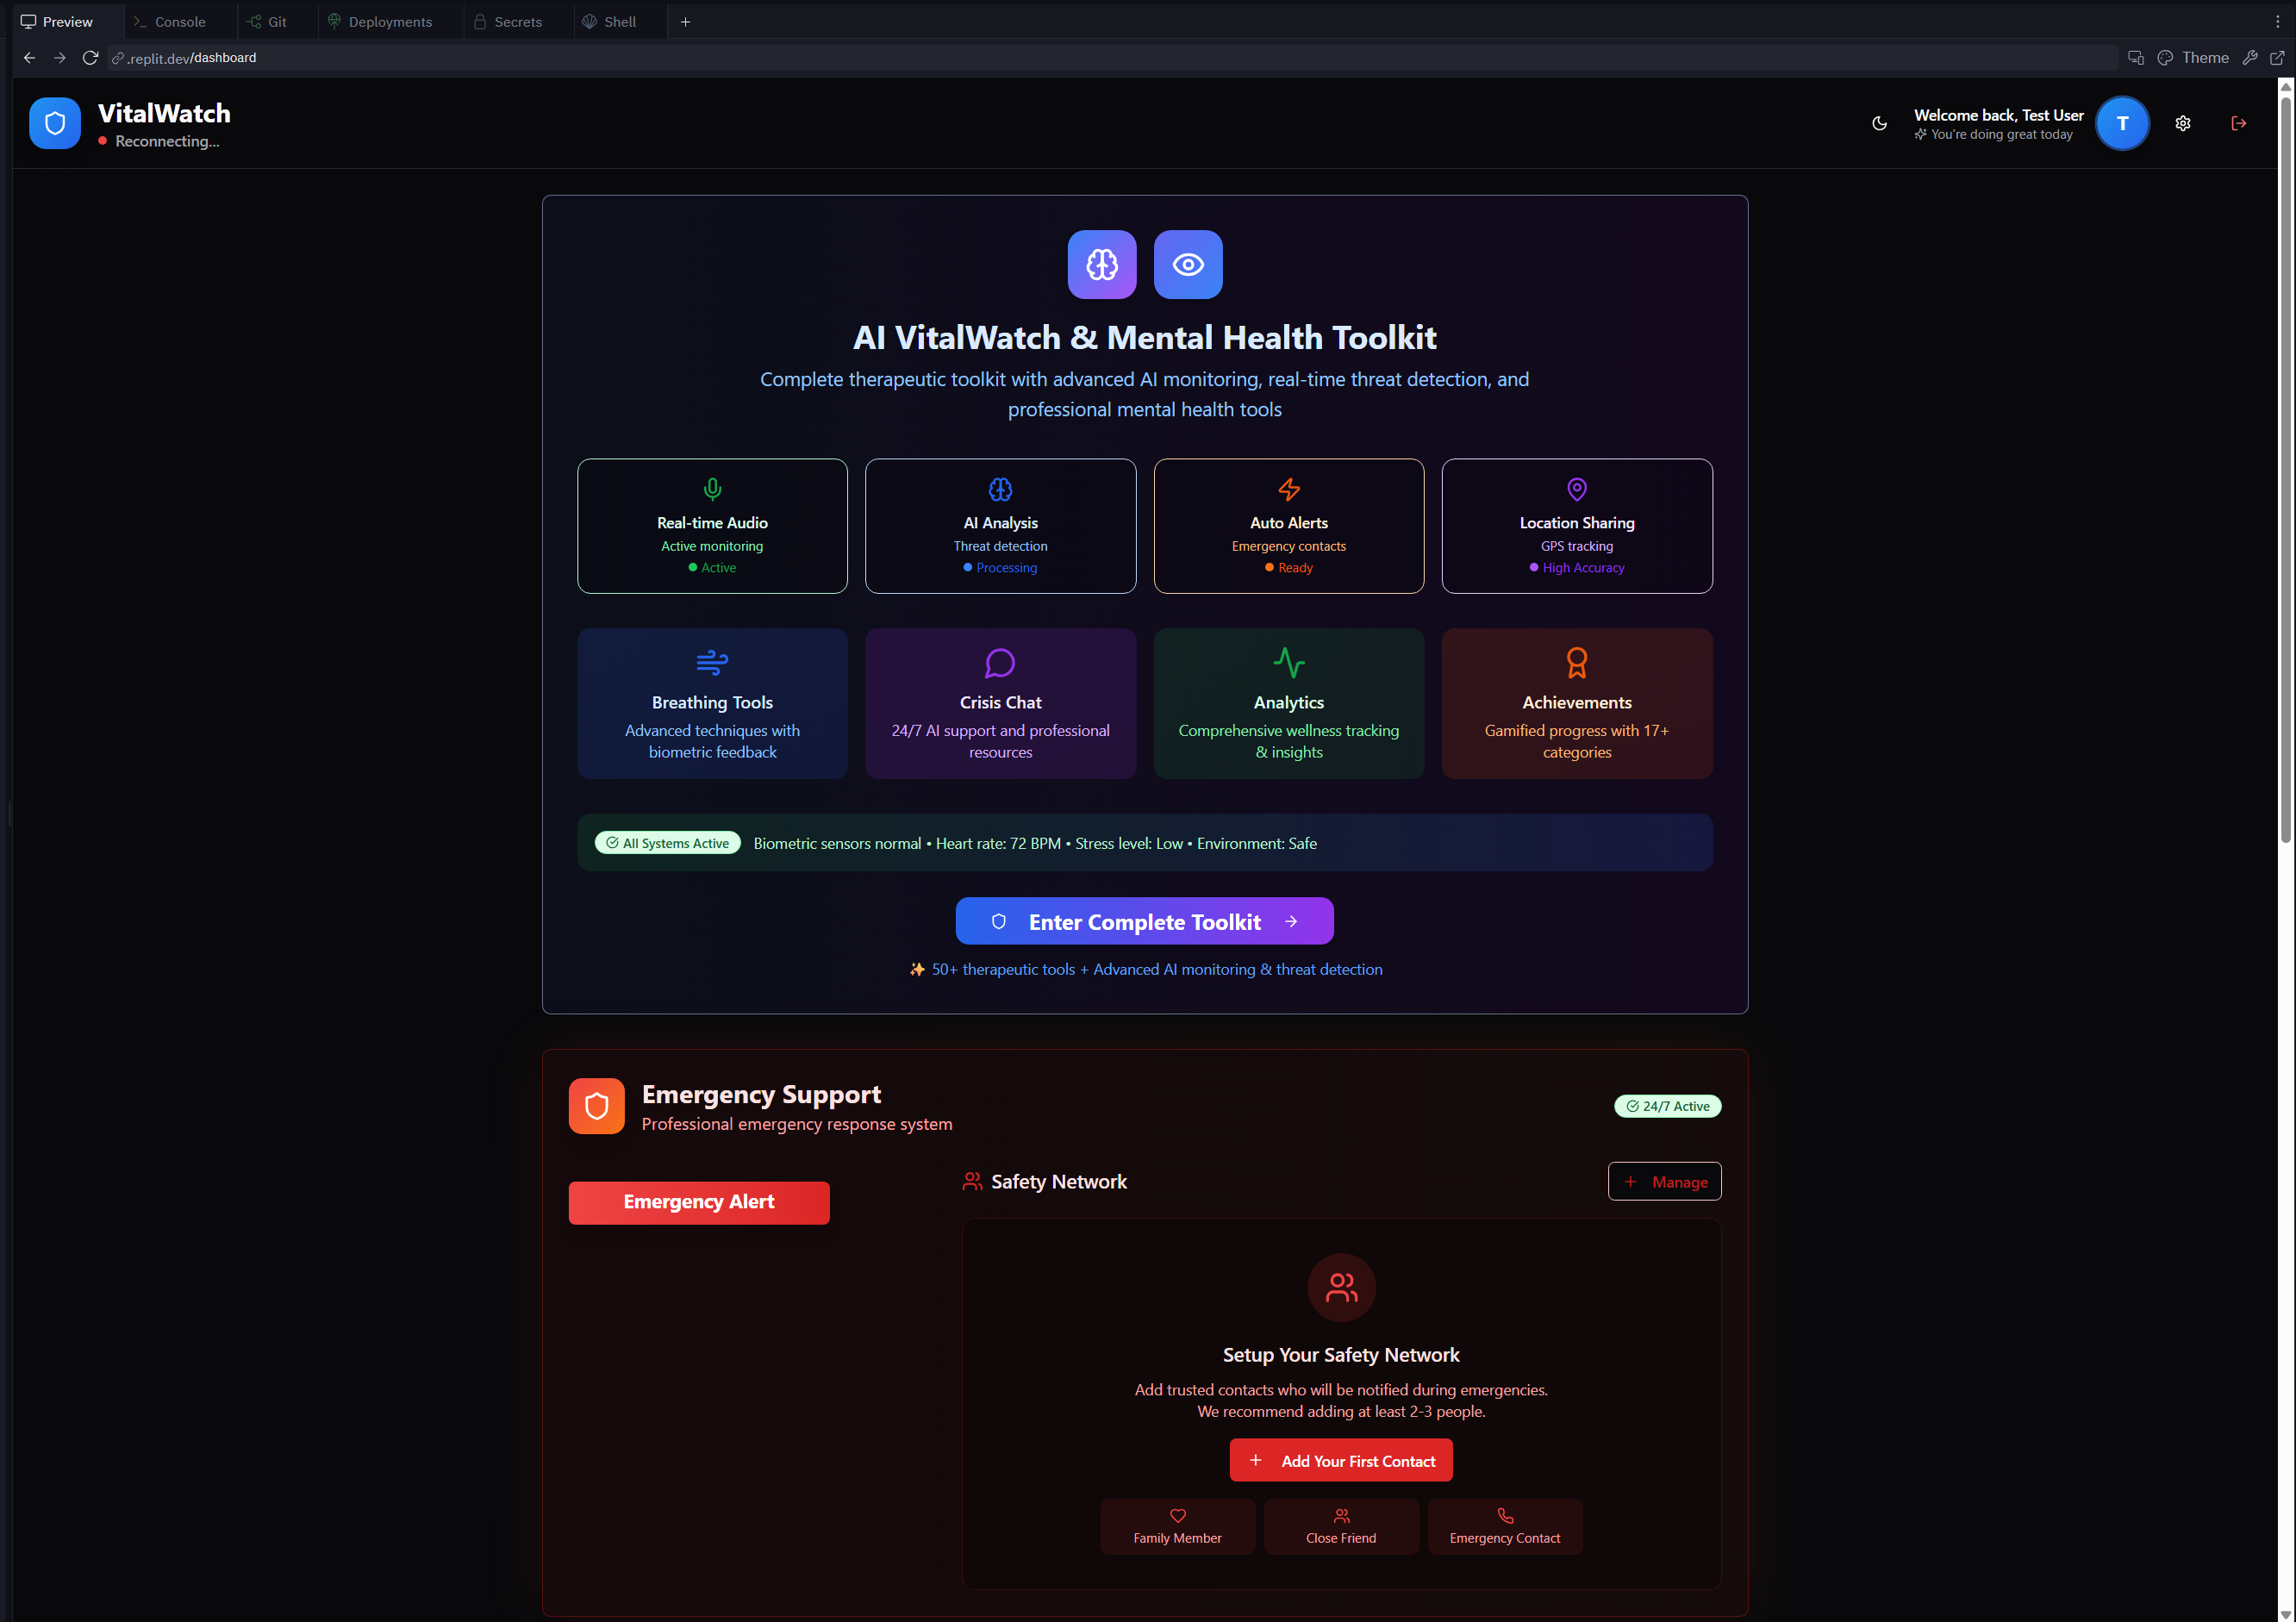 Preview
Console
Git
Deployments
Secrets
Shell
.replit.dev/dashboard
Theme
VitalWatch
Reconnecting...
Welcome back, Test User
You're doing great today
T
AI VitalWatch & Mental Health Toolkit
Complete therapeutic toolkit with advanced AI monitoring, real-time threat detection, and
professional mental health tools
Real-time Audio
Active monitoring
Active
AI Analysis
Threat detection
Processing
Auto Alerts
Emergency contacts
Ready
Location Sharing
GPS tracking
High Accuracy
Breathing Tools
Advanced techniques with
biometric feedback
Crisis Chat
24/7 AI support and professional
resources
Analytics
Comprehensive wellness tracking
& insights
Achievements
Gamified progress with 17+
categories
All Systems Active
Biometric sensors normal • Heart rate: 72 BPM • Stress level: Low • Environment: Safe
Enter Complete Toolkit
✨ 50+ therapeutic tools + Advanced AI monitoring & threat detection
Emergency Support
Professional emergency response system
24/7 Active
Emergency Alert
Safety Network
Manage
Setup Your Safety Network
Add trusted contacts who will be notified during emergencies.
We recommend adding at least 2-3 people.
Add Your First Contact
Family Member
Close Friend
Emergency Contact